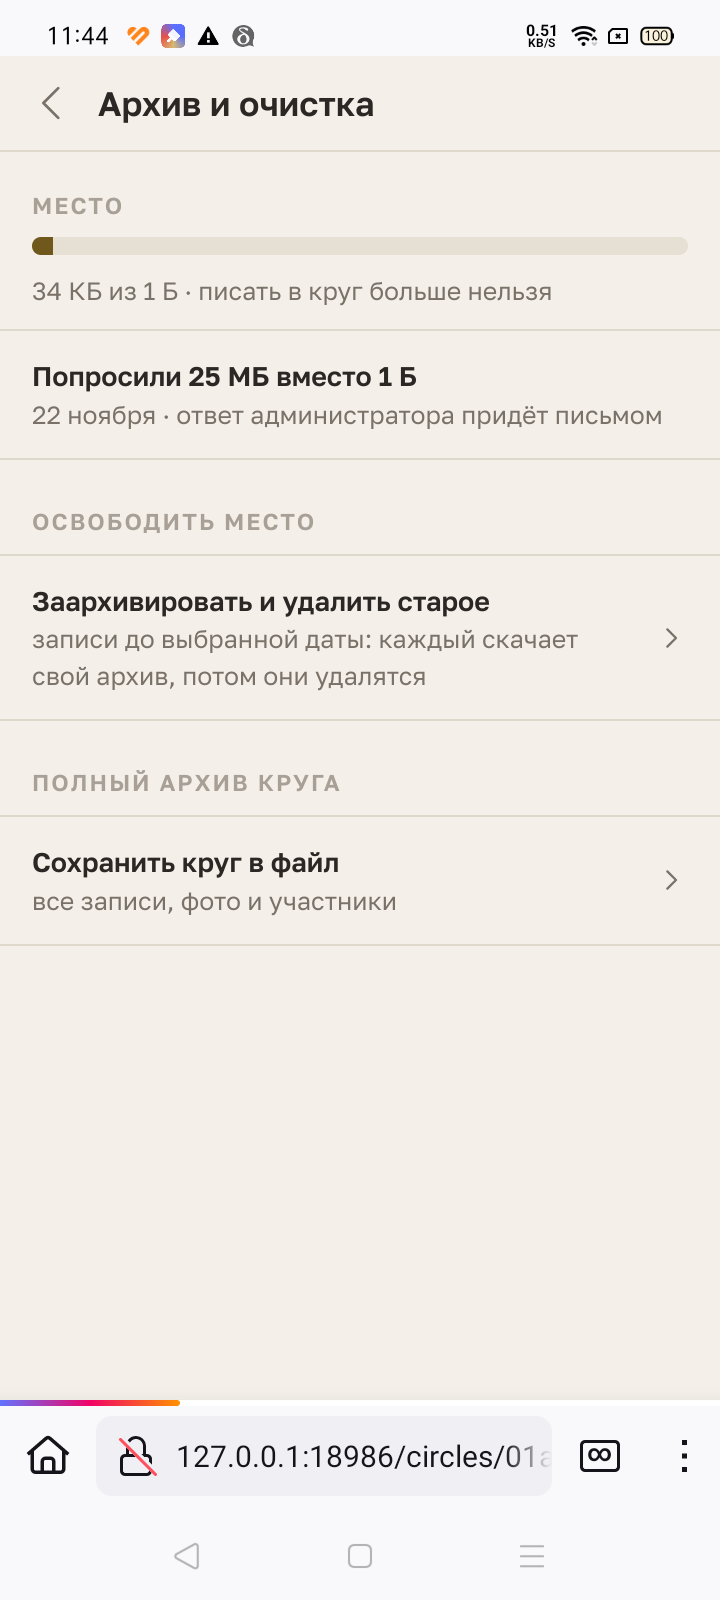 11:44
0.51
KB/S
100
Архив и очистка
МЕСТО
34 КБ из 1 Б · писать в круг больше нельзя
Попросили 25 МБ вместо 1 Б
22 ноября · ответ администратора придёт письмом
ОСВОБОДИТЬ МЕСТО
Заархивировать и удалить старое
записи до выбранной даты: каждый скачает
свой архив, потом они удалятся
ПОЛНЫЙ АРХИВ КРУГА
Сохранить круг в файл
все записи, фото и участники
127.0.0.1:18986/circles/01a